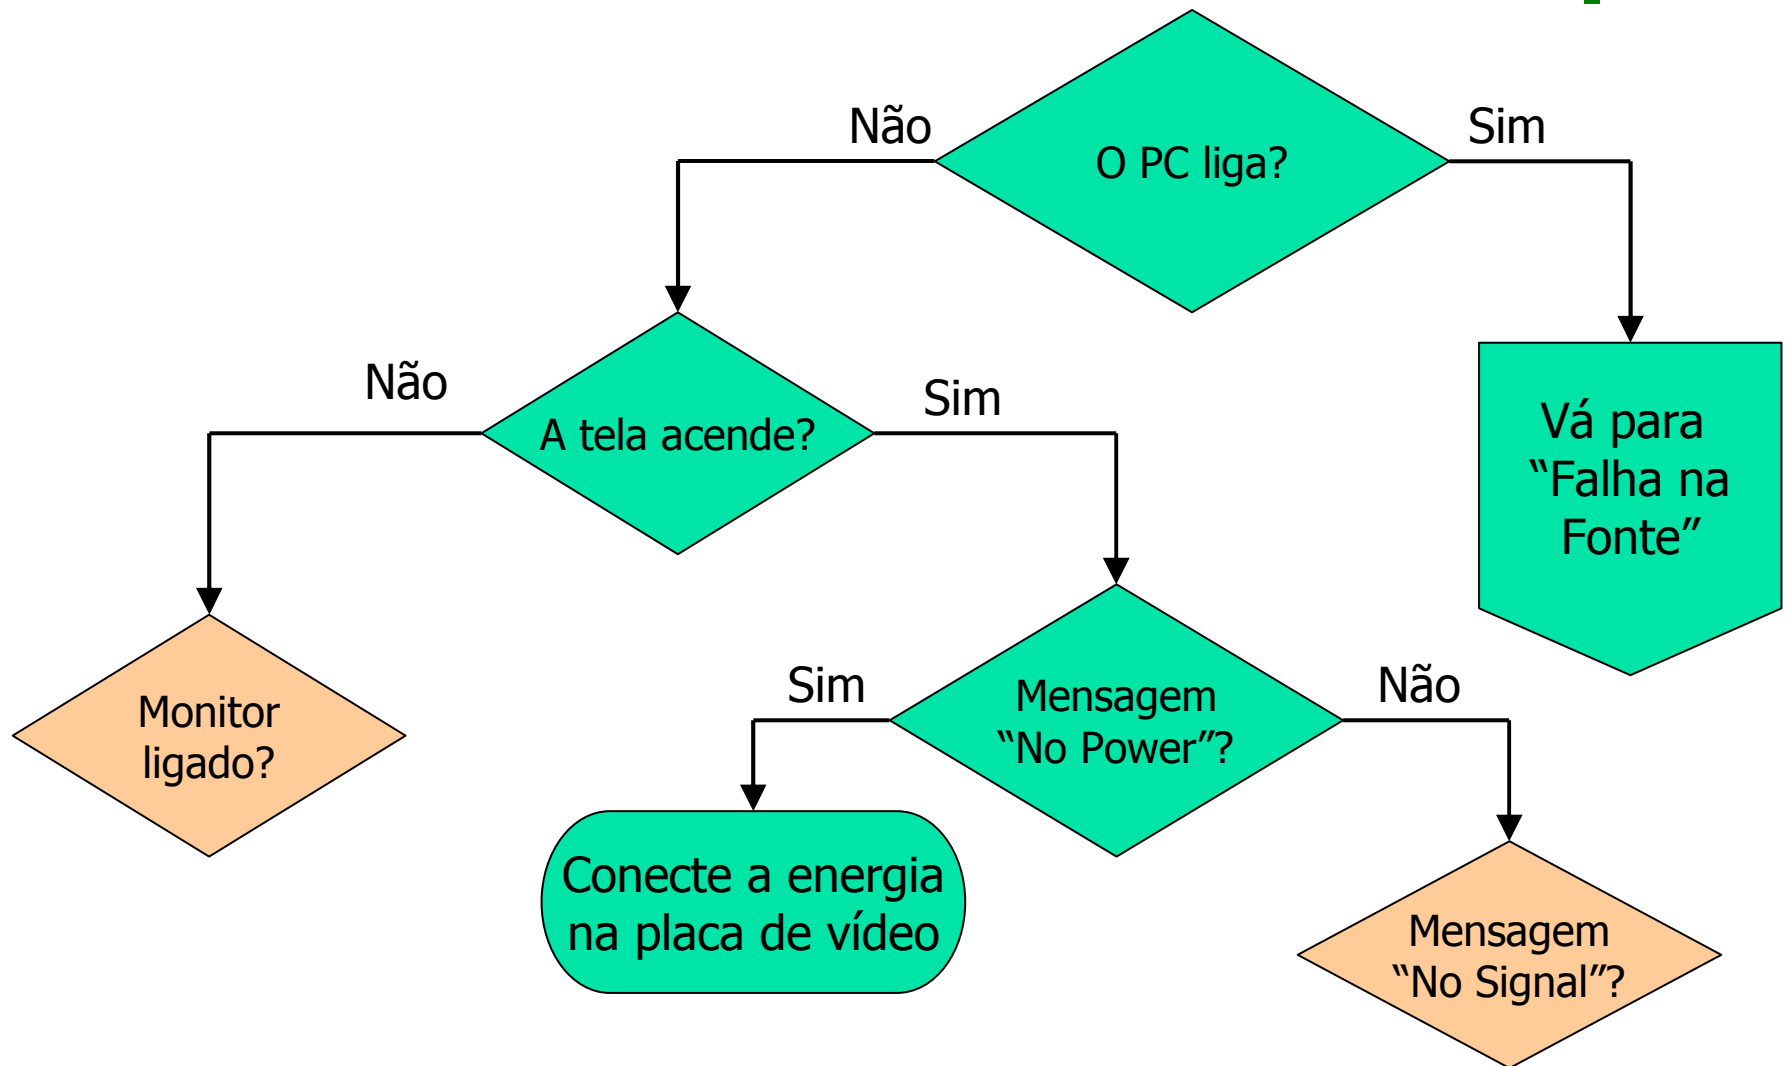 Não
O PC liga?
Sim
Não
A tela acende?
Sim
Vá para
“Falha na
Fonte”
Monitor
ligado?
Sim
Mensagem
“No Power”?
Não
Conecte a energia
na placa de vídeo
Mensagem
“No Signal”?